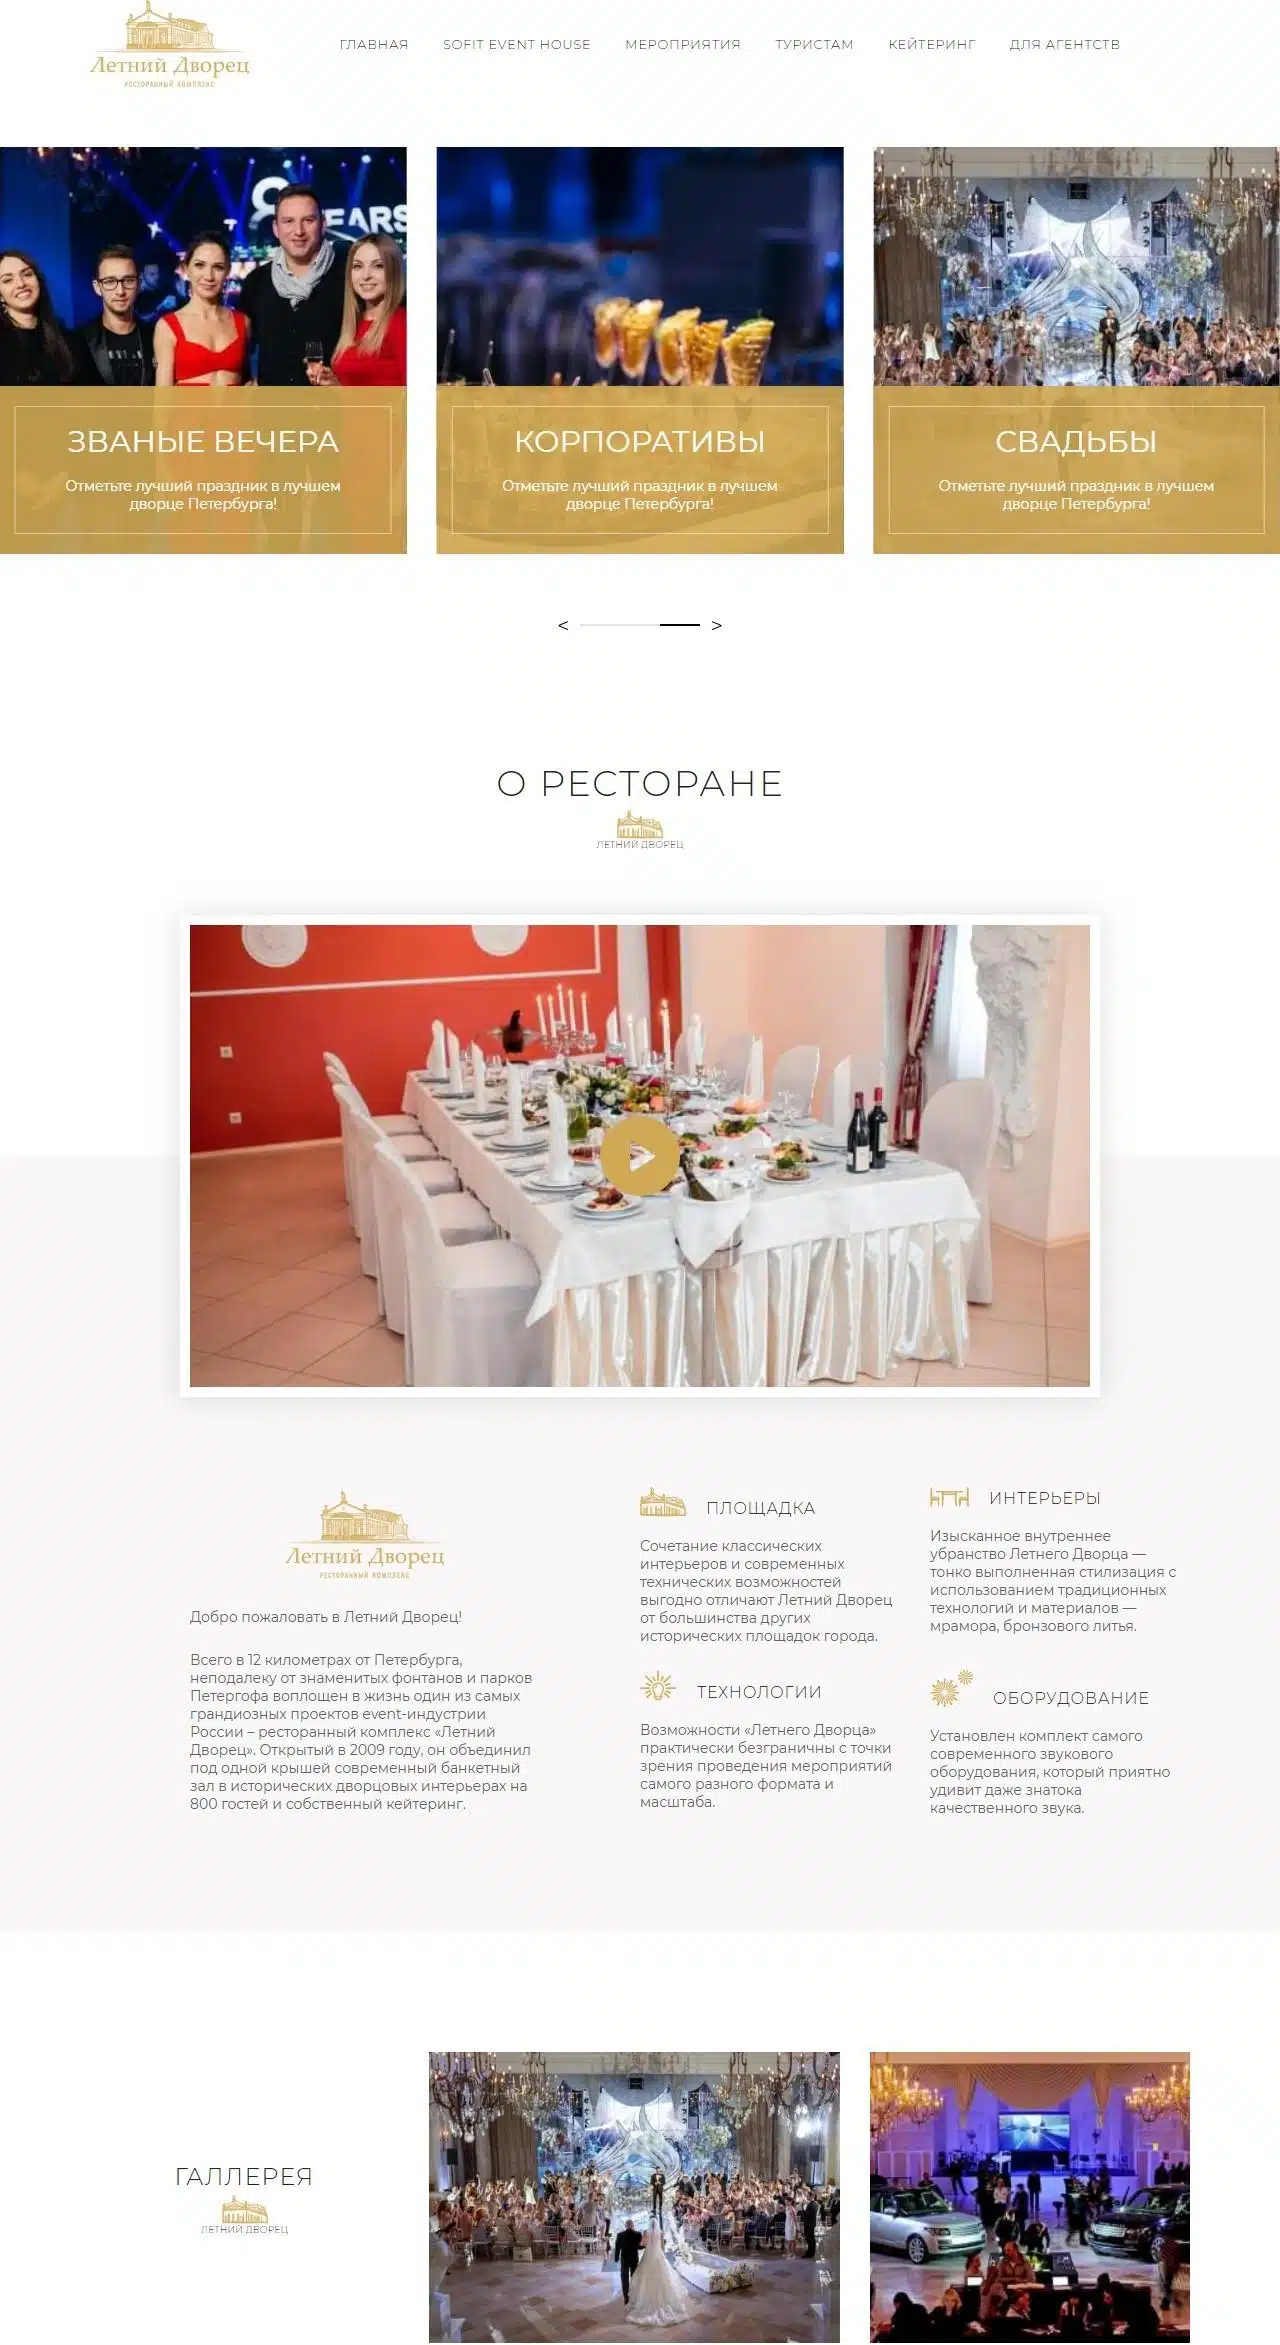 Летний Дворец
РЕСТОРАННЫЙ КОМПЛЕКС
ГЛАВНАЯ SOFIT EVENT HOUSE МЕРОПРИЯТИЯ ТУРИСТАМ КЕЙТЕРИНГ ДЛЯ АГЕНТСТВ
8 YEARS
ЗВАНЫЕ ВЕЧЕРА
Отметьте лучший праздник в лучшем
дворце Петербурга!
КОРПОРАТИВЫ
Отметьте лучший праздник в лучшем
дворце Петербурга!
СВАДЬБЫ
Отметьте лучший праздник в лучшем
дворце Петербурга!
< >
О РЕСТОРАНЕ
ЛЕТНИЙ ДВОРЕЦ
Летний Дворец
РЕСТОРАННЫЙ КОМПЛЕКС
Добро пожаловать в Летний Дворец!
Всего в 12 километрах от Петербурга,
неподалеку от знаменитых фонтанов и парков
Петергофа воплощен в жизнь один из самых
грандиозных проектов event-индустрии
России – ресторанный комплекс «Летний
Дворец». Открытый в 2009 году, он объединил
под одной крышей современный банкетный
зал в исторических дворцовых интерьерах на
800 гостей и собственный кейтеринг.
ПЛОЩАДКА
Сочетание классических
интерьеров и современных
технических возможностей
выгодно отличают Летний Дворец
от большинства других
исторических площадок города.
ИНТЕРЬЕРЫ
Изысканное внутреннее
убранство Летнего Дворца —
тонко выполненная стилизация с
использованием традиционных
технологий и материалов —
мрамора, бронзового литья.
ТЕХНОЛОГИИ
Возможности «Летнего Дворца»
практически безграничны с точки
зрения проведения мероприятий
самого разного формата и
масштаба.
ОБОРУДОВАНИЕ
Установлен комплект самого
современного звукового
оборудования, который приятно
удивит даже знатока
качественного звука.
ГАЛЛЕРЕЯ
ЛЕТНИЙ ДВОРЕЦ